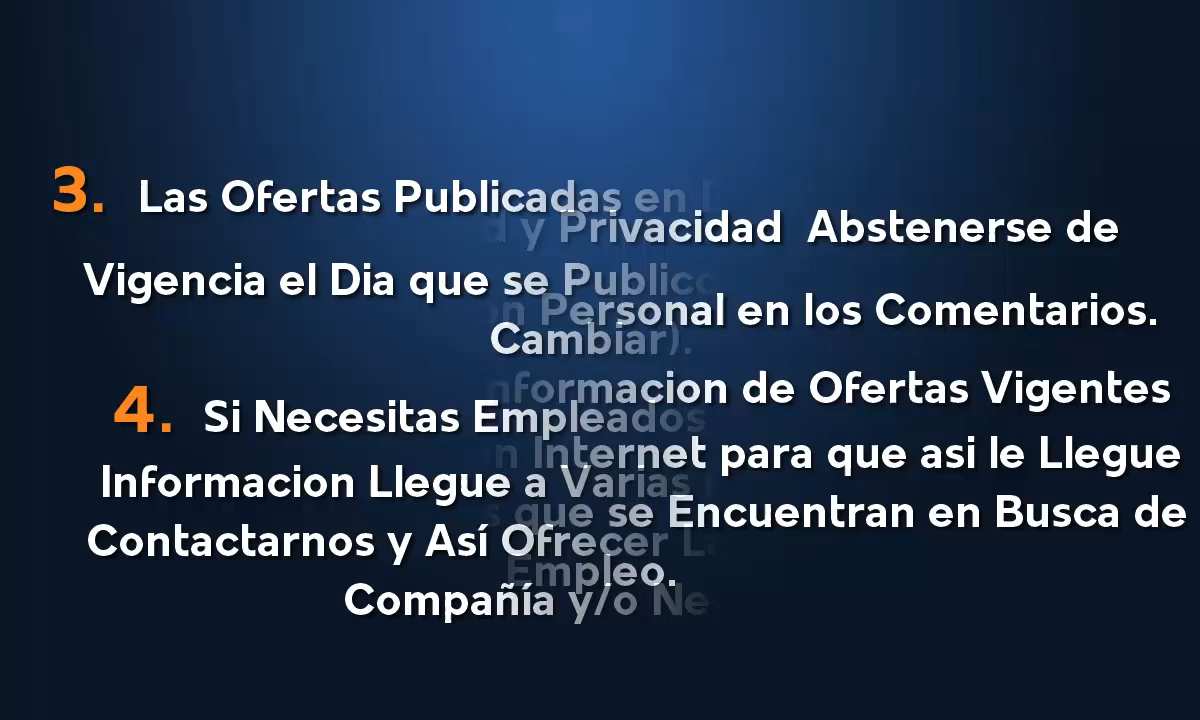 3. Las Ofertas Publicadas en
y Privacidad Abstenerse de
Vigencia el Dia que se
Personal en los Comentarios.
Cambiar).
Informacion de Ofertas Vigentes
4. Si Necesitas Empleados
Internet para que asi le Llegue
Informacion Llegue a Varias
que se Encuentran en Busca de
Contactarnos y Así Ofrecer
Empleo.
Compañía y/o